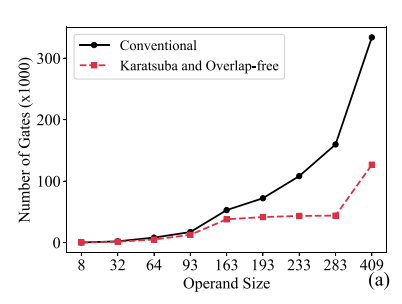 Conventional
Karatsuba and Overlap-free
Number of Gates (x1000)
300
200
100
0
8 32 64 93 163 193 233 283 409
Operand Size
(a)